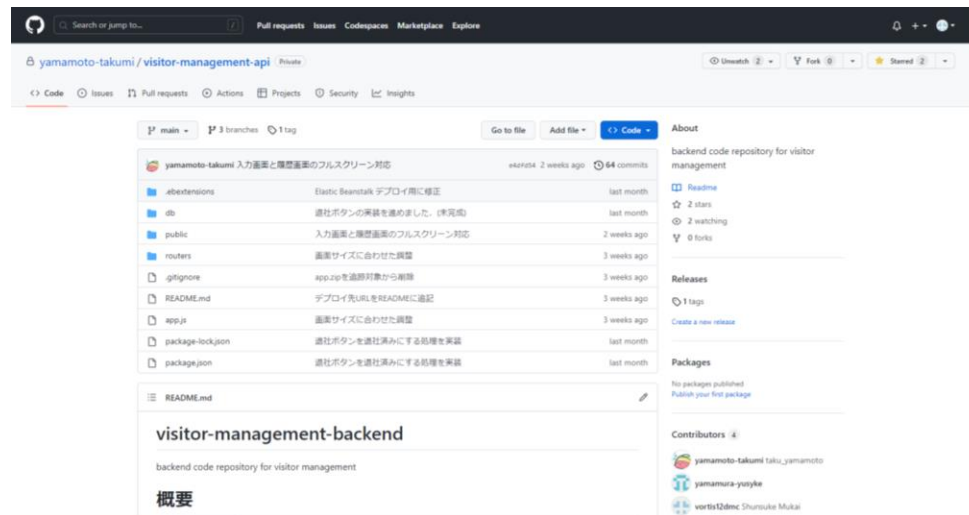 Search or jump to...
/
Pull requests Issues Codespaces Marketplace Explore
yamamoto-takumi / visitor-management-api Private
Unwatch 2
Fork 0
Starred 2
Code Issues Pull requests Actions Projects Security Insights
main 3 branches 1 tag
Go to file Add file Code
yamamoto-takumi 入力画面と履歴画面のフルスクリーン対応 2 weeks ago 64 commits
.ebextensions Elastic Beanstalk デプロイ用に修正 last month
db 退社ボタンの実装を進めました.(未完成) last month
public 入力画面と履歴画面のフルスクリーン対応 2 weeks ago
routers 画面サイズに合わせた調整 3 weeks ago
.gitignore app.zipを追跡対象から削除 3 weeks ago
README.md デプロイ先URLをREADMEに追記 3 weeks ago
app.js 画面サイズに合わせた調整 3 weeks ago
package-lock.json 退社ボタンを退社済みにする処理を実装 last month
package.json 退社ボタンを退社済みにする処理を実装 last month
README.md
visitor-management-backend
backend code repository for visitor management
概要
About
backend code repository for visitor
management
Readme
2 stars
2 watching
0 forks
Releases
1 tags
Create a new release
Packages
No packages published
Publish your first package
Contributors 4
yamamoto-takumi taku_yamamoto
yamamura-yusyke
vortis12dmc Shunsuke Mukai